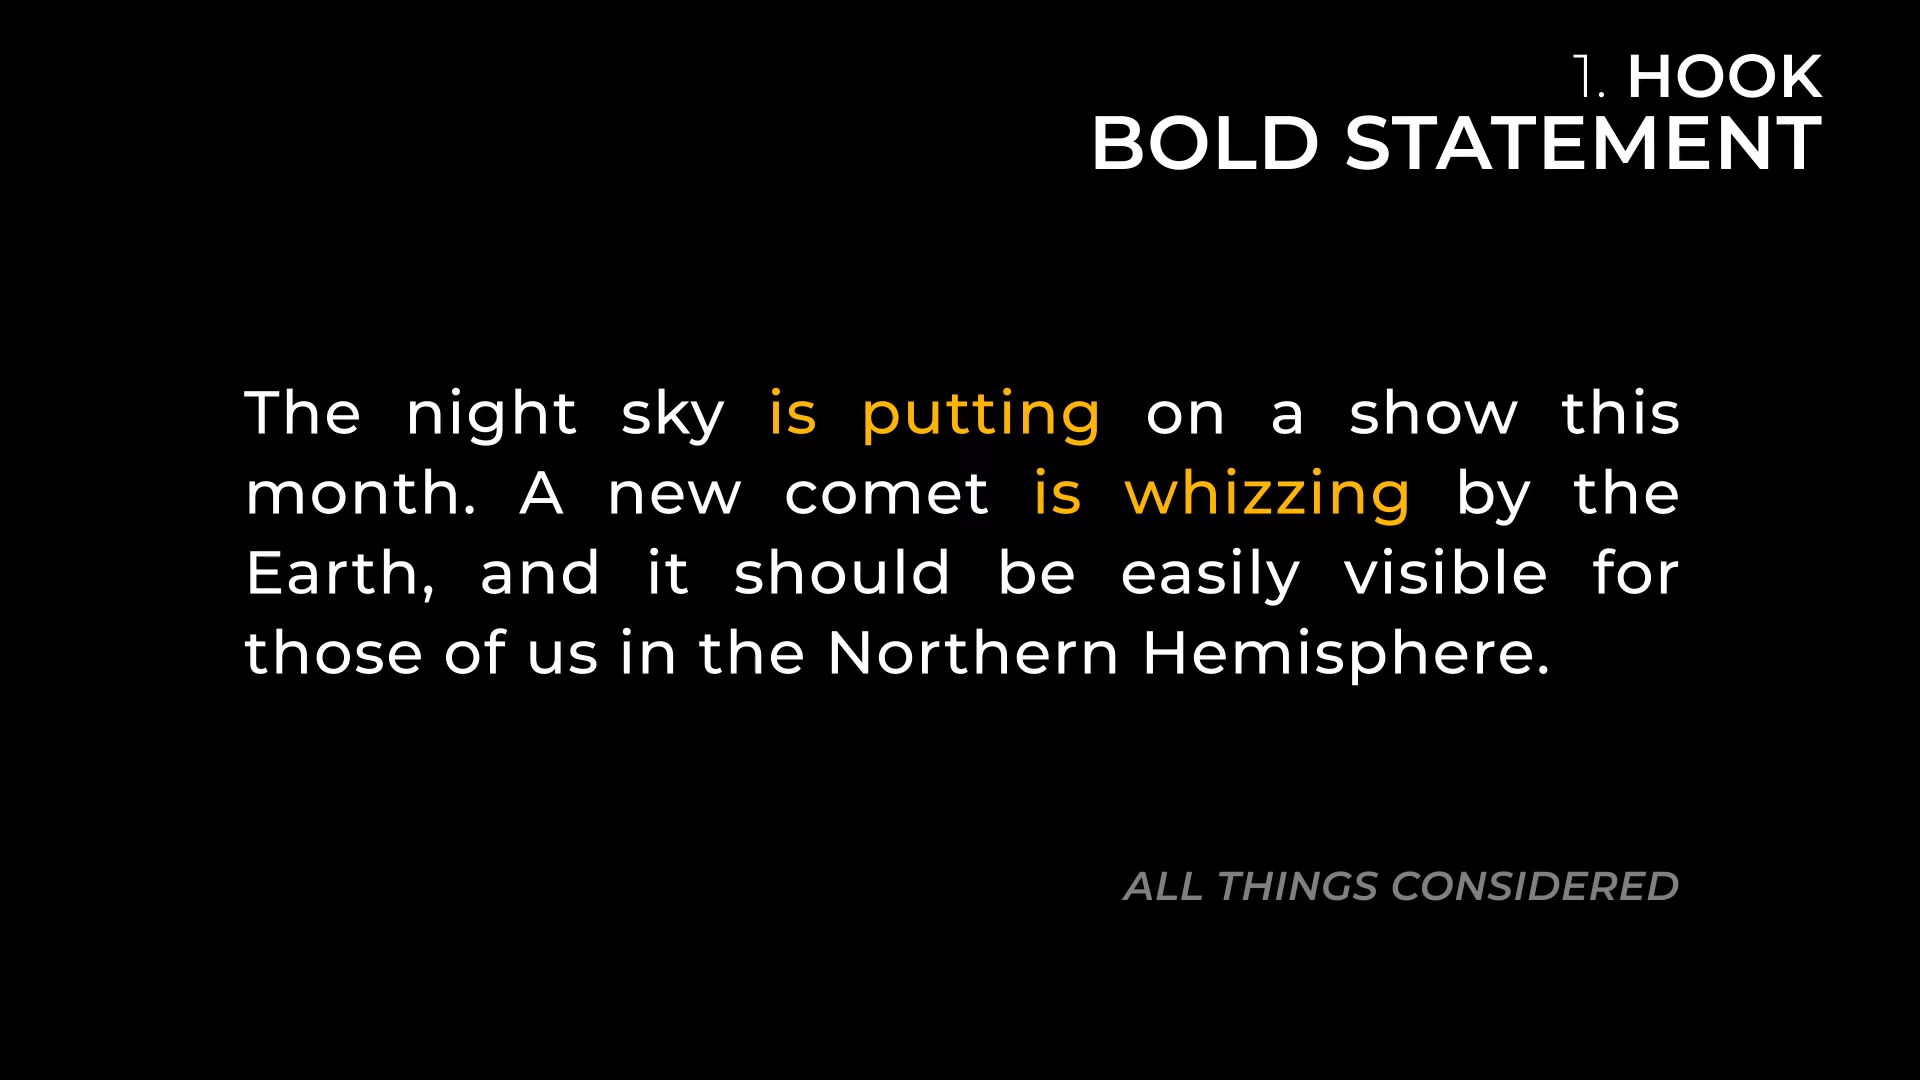 1. HOOK
BOLD STATEMENT
The night sky is putting on a show this
month. A new comet is whizzing by the
Earth, and it should be easily visible for
those of us in the Northern Hemisphere.
ALL THINGS CONSIDERED